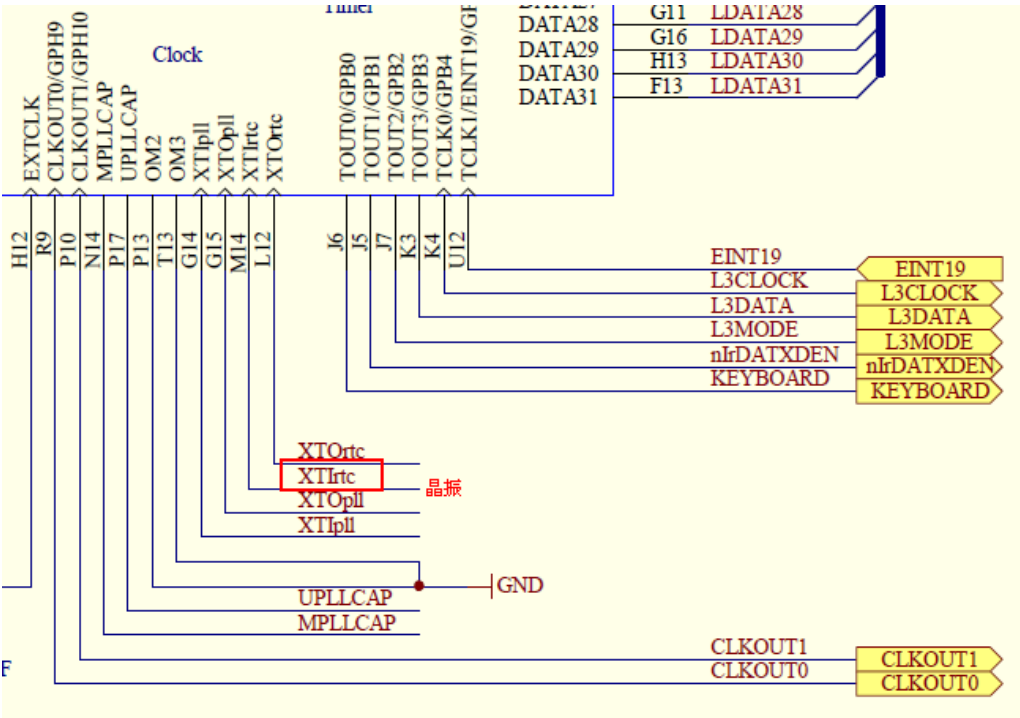 Timer
DATA27
DATA28
DATA29
DATA30
DATA31
G11 LDATA28
G16 LDATA29
H13 LDATA30
F13 LDATA31
Clock
EXTCLK
CLKOUT0/GPH9
CLKOUT1/GPH10
MPLLCAP
UPLLCAP
OM2
OM3
XTIpll
XTOpll
XTIrtc
XTOrtc
TOUT0/GPB0
TOUT1/GPB1
TOUT2/GPB2
TOUT3/GPB3
TCLK0/GPB4
TCLK1/EINT19/GP
H12
R9
P10
N14
P17
P13
T13
G14
G15
M14
L12
J6
J5
J7
K3
K4
U12
EINT19 EINT19
L3CLOCK L3CLOCK
L3DATA L3DATA
L3MODE L3MODE
nIrDATXDEN nIrDATXDEN
KEYBOARD KEYBOARD
XTOrtc
XTIrtc
晶振
XTOpll
XTIpll
GND
UPLLCAP
MPLLCAP
F
CLKOUT1 CLKOUT1
CLKOUT0 CLKOUT0